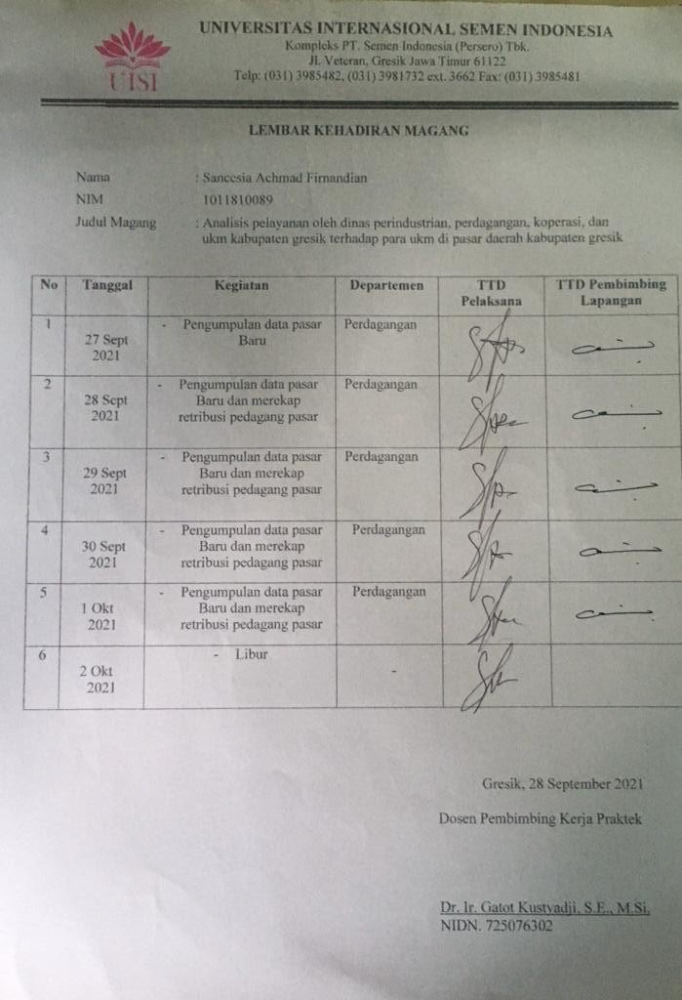 UNIVERSITAS INTERNASIONAL SEMEN INDONESIA
Kompleks PT. Semen Indonesia (Persero) Tbk.
Jl. Veteran, Gresik Jawa Timur 61122
Telp: (031) 3985482, (031) 3981732 ext. 3662 Fax: (031) 3985481
UISI
LEMBAR KEHADIRAN MAGANG
Nama : Sancesia Achmad Firnandian
NIM 1011810089
Judul Magang : Analisis pelayanan oleh dinas perindustrian, perdagangan, koperasi, dan
ukm kabupaten gresik terhadap para ukm di pasar daerah kabupaten gresik
No Tanggal Kegiatan Departemen TTD Pelaksana TTD Pembimbing Lapangan
1 27 Sept 2021 - Pengumpulan data pasar Baru Perdagangan
2 28 Sept 2021 - Pengumpulan data pasar Baru dan merekap retribusi pedagang pasar Perdagangan
3 29 Sept 2021 - Pengumpulan data pasar Baru dan merekap retribusi pedagang pasar Perdagangan
4 30 Sept 2021 - Pengumpulan data pasar Baru dan merekap retribusi pedagang pasar Perdagangan
5 1 Okt 2021 - Pengumpulan data pasar Baru dan merekap retribusi pedagang pasar Perdagangan
6 2 Okt 2021 - Libur -
Gresik, 28 September 2021
Dosen Pembimbing Kerja Praktek
Dr. Ir. Gatot Kustyadji, S.E., M.Si.
NIDN. 725076302